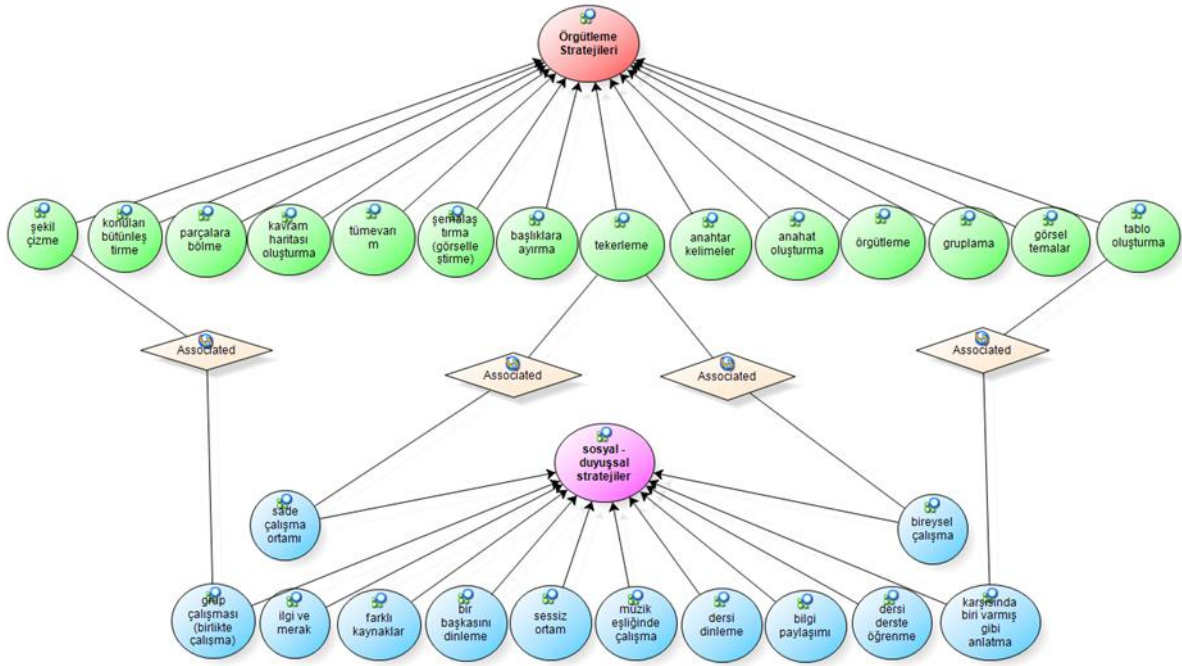 Örgütleme
Stratejileri
şekil
çizme
konuları
bütünleş
tirme
parçalara
bölme
kavram
haritası
oluşturma
tümevarı
m
şemalaş
tırma
(görselle
ştirme)
başlıklara
ayırma
tekerleme
anahtar
kelimeler
anahat
oluşturma
örgütleme
gruplama
görsel
temalar
tablo
oluşturma
Associated
Associated
Associated
Associated
sosyal -
duyuşsal
stratejiler
sade
çalışma
ortamı
bireysel
çalışma
grup
çalışması
(birlikte
çalışma)
ilgi ve
merak
farklı
kaynaklar
bir
başkasını
dinleme
sessiz
ortam
müzik
eşliğinde
çalışma
dersi
dinleme
bilgi
paylaşımı
dersi
derste
öğrenme
karşısında
biri varmış
gibi
anlatma